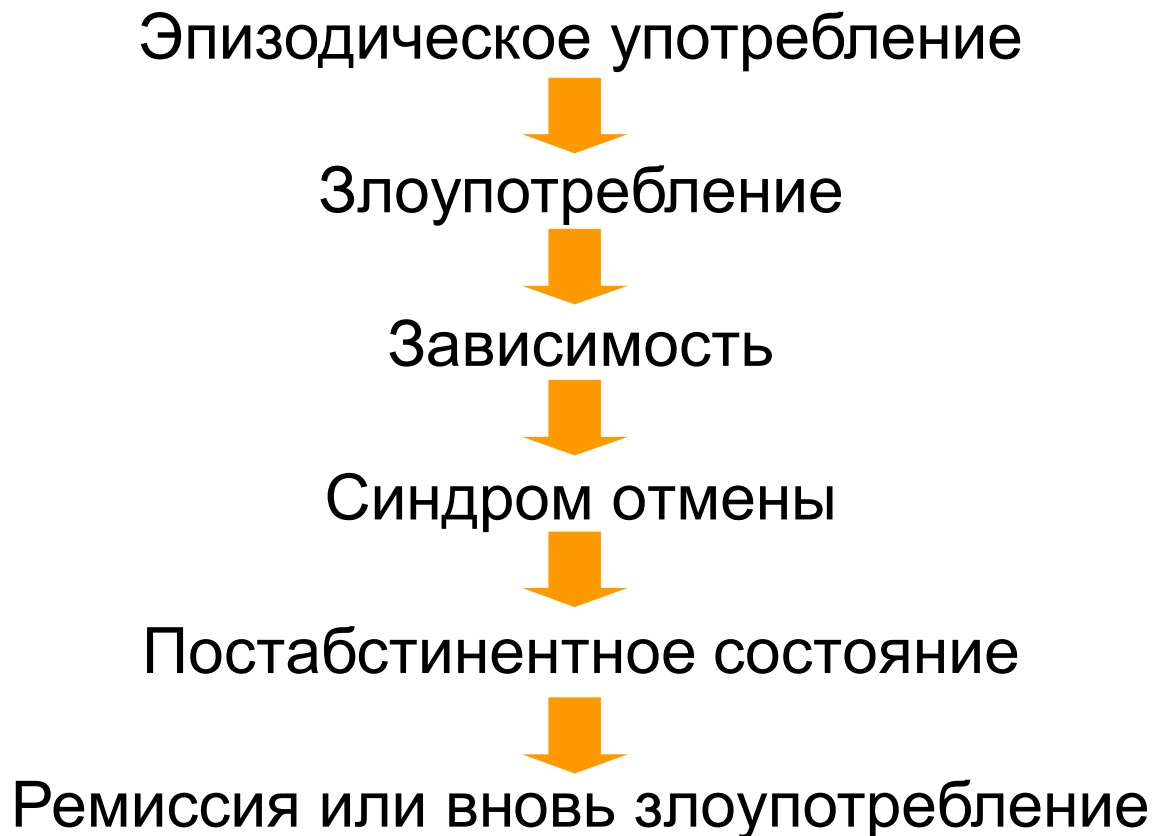 Эпизодическое употребление
Злоупотребление
Зависимость
Синдром отмены
Постабстинентное состояние
Ремиссия или вновь злоупотребление